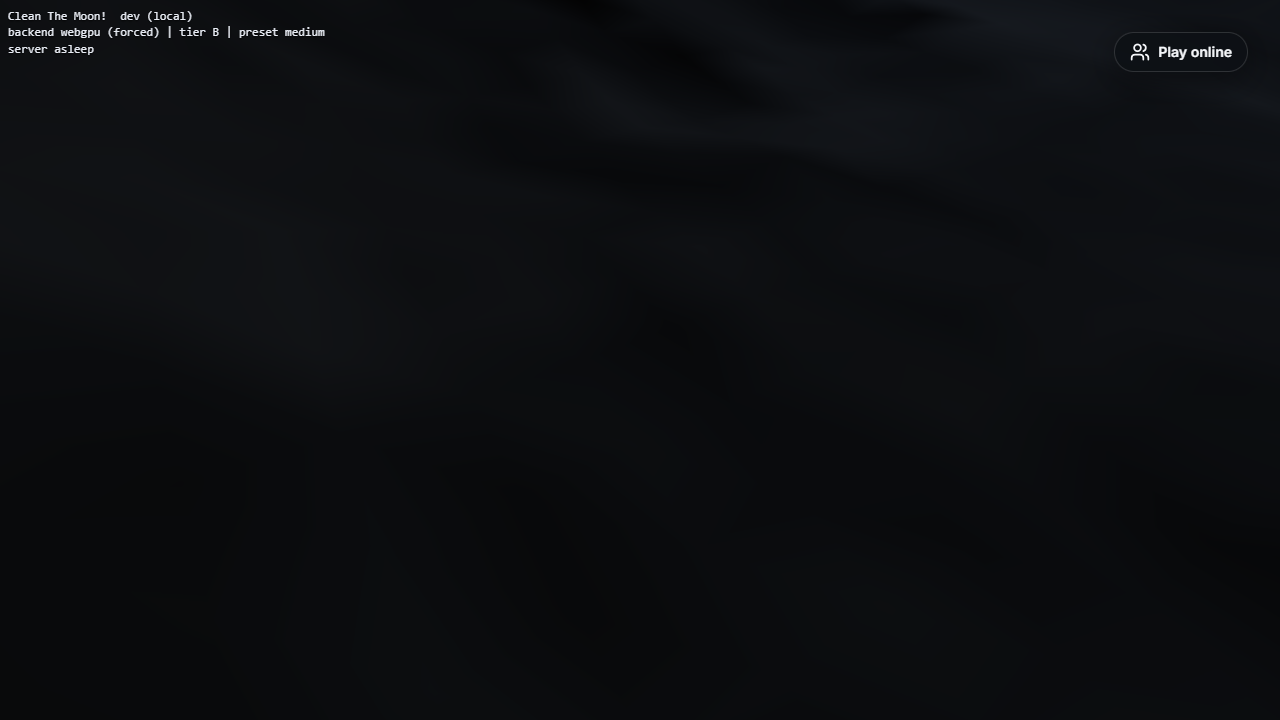 Clean The Moon!  dev (local)
backend webgpu (forced) | tier B | preset medium
server asleep
Play online